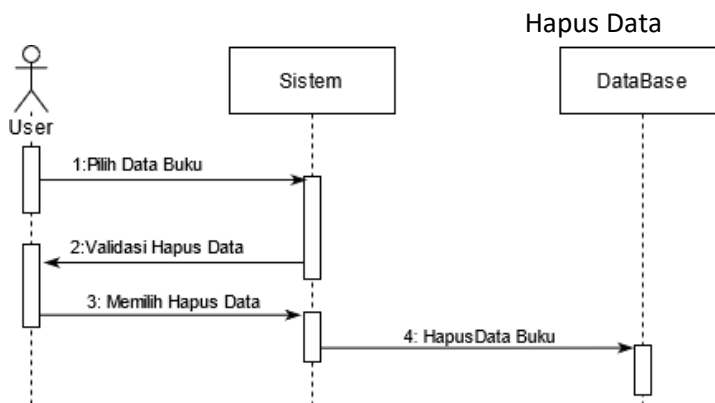 Hapus Data
Sistem
DataBase
User
1:Pilih Data Buku
2:Validasi Hapus Data
3: Memilih Hapus Data
4: HapusData Buku